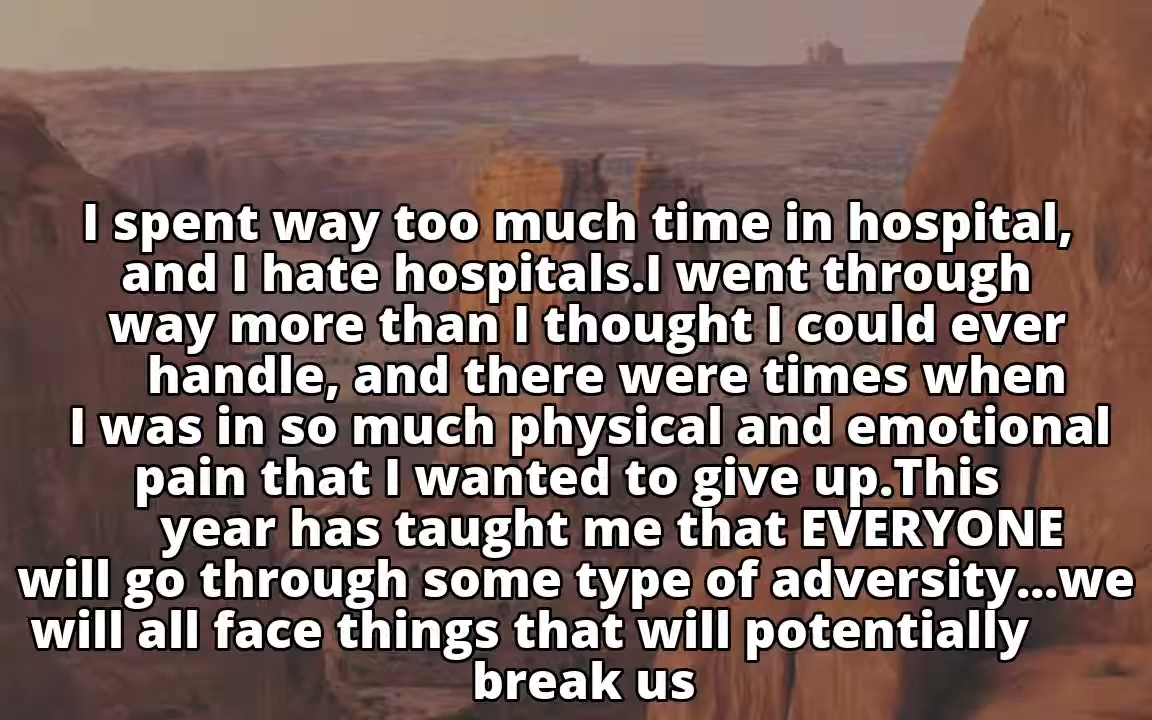 I spent way too much time in hospital,
and I hate hospitals.I went through
way more than I thought I could ever
handle, and there were times when
I was in so much physical and emotional
pain that I wanted to give up.This
year has taught me that EVERYONE
will go through some type of adversity...we
will all face things that will potentially
break us